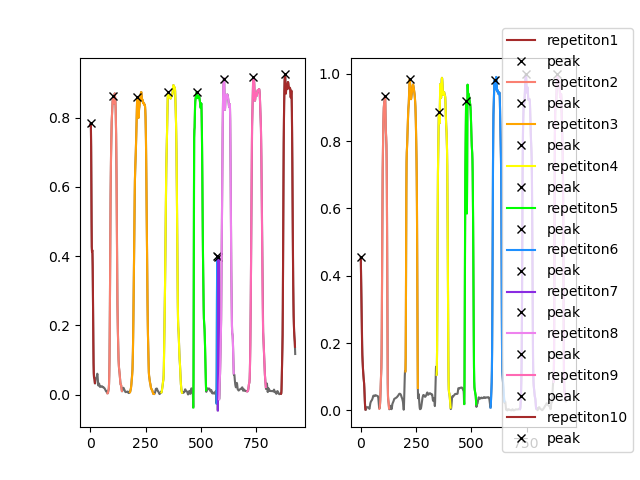 repetiton1
peak
repetiton2
peak
repetiton3
peak
repetiton4
peak
repetiton5
peak
repetiton6
peak
repetiton7
peak
repetiton8
peak
repetiton9
peak
repetiton10
peak
0.8
0.6
0.4
0.2
0.0
0 250 500 750
1.0
0.8
0.6
0.4
0.2
0.0
0 250 500 750